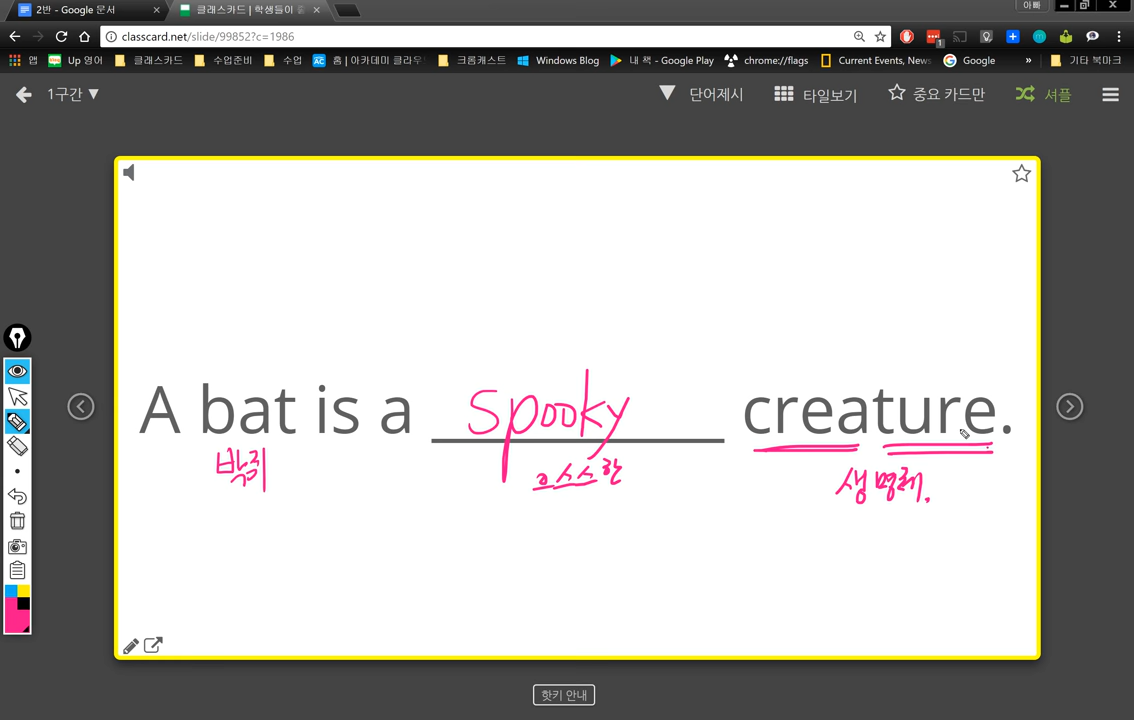 2반 - Google 문서
클래스카드 | 학생들이 좋
아빠
classcard.net/slide/99852?c=1986
1
앱 Up 영어 클래스카드 수업준비 수업 홈 | 아카데미 클라우 크롬캐스트 Windows Blog 내 책 - Google Play chrome://flags Current Events, News Google » 기타 북마크
1구간 ▼ 단어제시 타일보기 중요 카드만 셔플
A bat is a spooky creature.
박쥐 으스스한 생명체.
핫키 안내